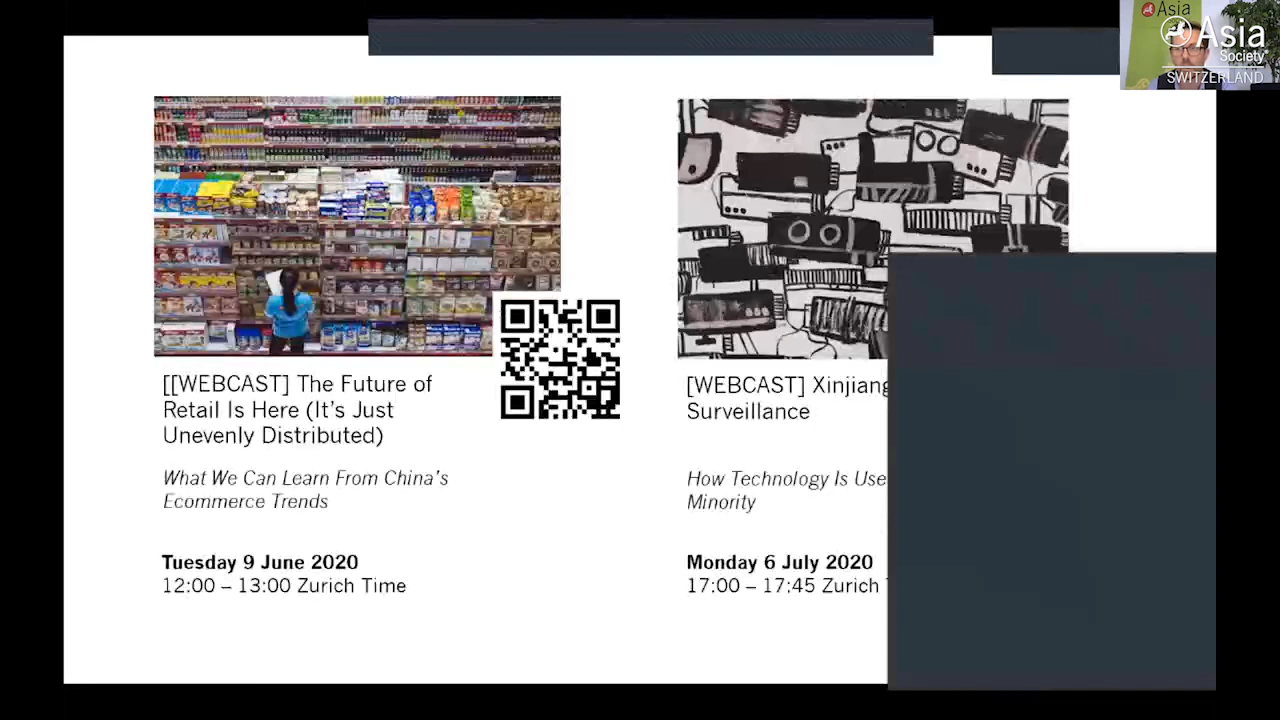 Asia
Asia
Society
SWITZERLAND
[[WEBCAST] The Future of
Retail Is Here (It's Just
Unevenly Distributed)
What We Can Learn From China's
Ecommerce Trends
Tuesday 9 June 2020
12:00 – 13:00 Zurich Time
[WEBCAST] Xinjiang
Surveillance
How Technology Is Use
Minority
Monday 6 July 2020
17:00 – 17:45 Zurich